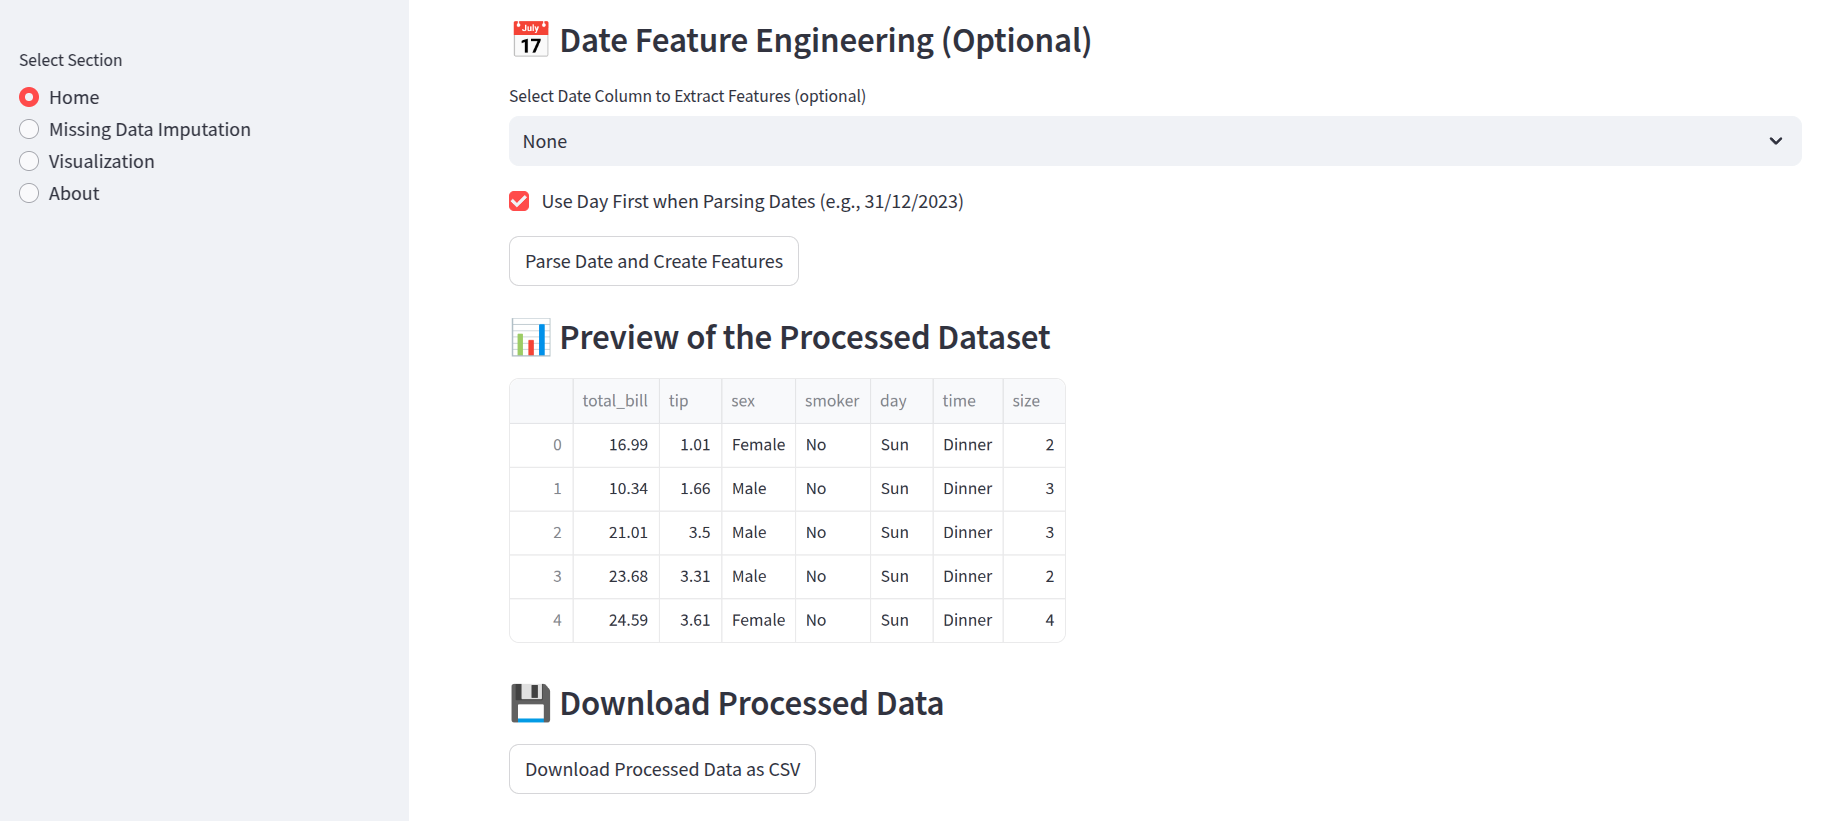 Select Section
Home
Missing Data Imputation
Visualization
About
July
17
Date Feature Engineering (Optional)
Select Date Column to Extract Features (optional)
None
Use Day First when Parsing Dates (e.g., 31/12/2023)
Parse Date and Create Features
Preview of the Processed Dataset
total_bill tip sex smoker day time size
0 16.99 1.01 Female No Sun Dinner 2
1 10.34 1.66 Male No Sun Dinner 3
2 21.01 3.5 Male No Sun Dinner 3
3 23.68 3.31 Male No Sun Dinner 2
4 24.59 3.61 Female No Sun Dinner 4
Download Processed Data
Download Processed Data as CSV